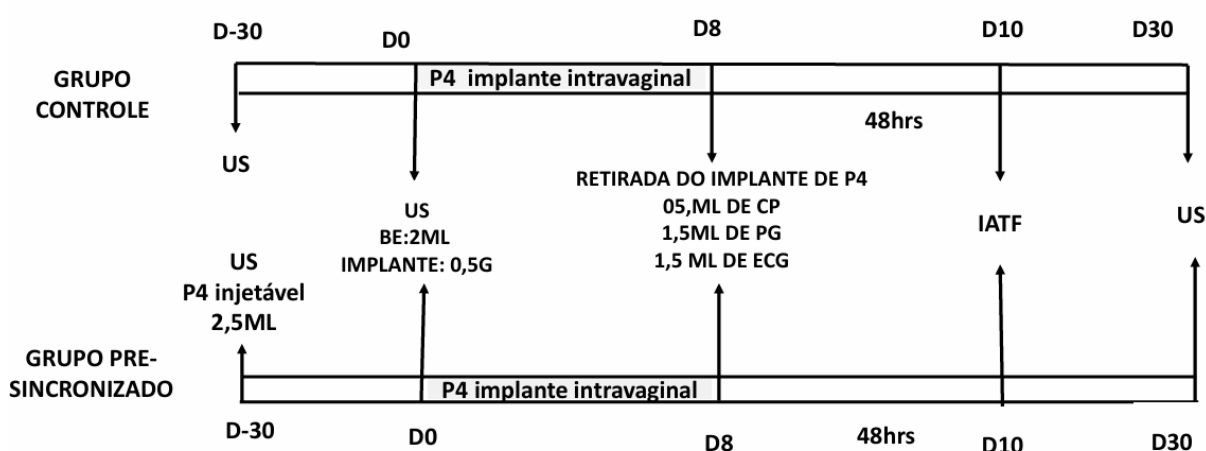 D-30
D0
D8
D10
D30
GRUPO
CONTROLE
P4 implante intravaginal
48hrs
US
RETIRADA DO IMPLANTE DE P4
05,ML DE CP
1,5ML DE PG
1,5 ML DE ECG
US
BE:2ML
IMPLANTE: 0,5G
IATF
US
US
P4 injetável
2,5ML
GRUPO PRE-
SINCRONIZADO
P4 implante intravaginal
D-30
D0
D8
48hrs
D10
D30